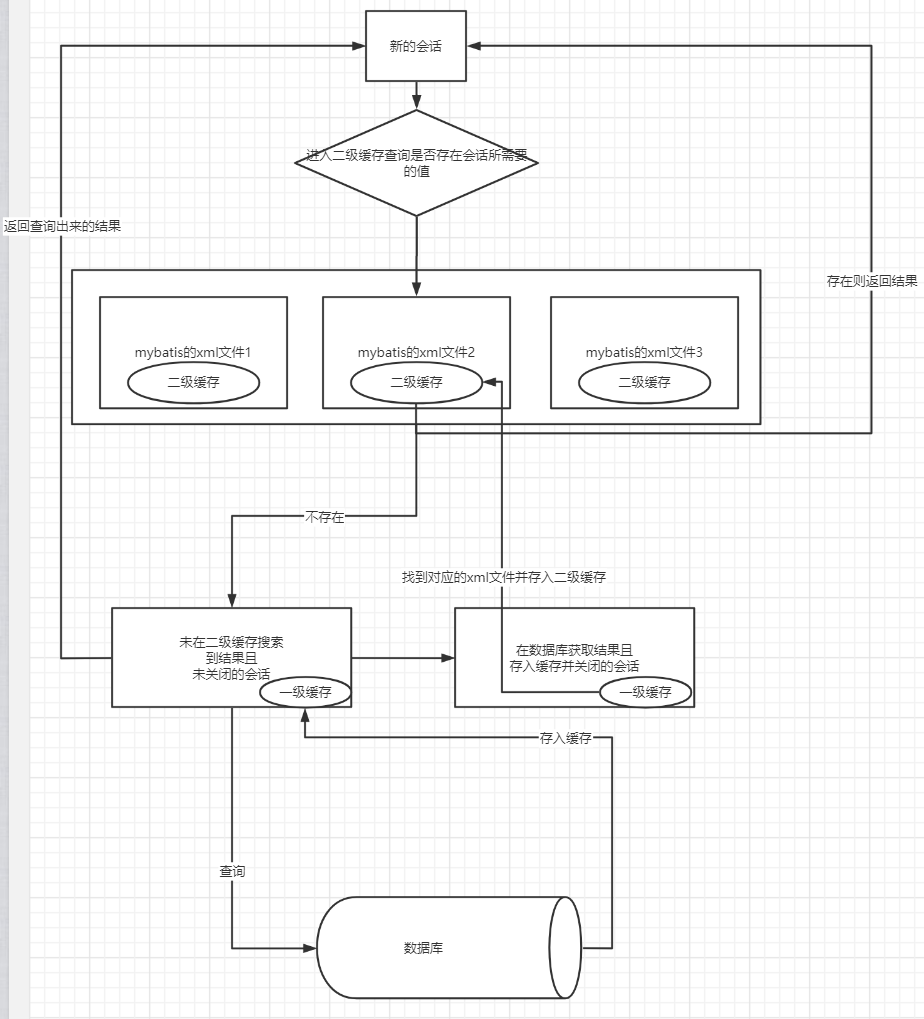 新的会话
进入二级缓存查询是否存在会话所需要
的值
返回查询出来的结果
存在则返回结果
mybatis的xml文件1
二级缓存
mybatis的xml文件2
二级缓存
mybatis的xml文件3
二级缓存
不存在
找到对应的xml文件并存入二级缓存
未在二级缓存搜索
到结果且
未关闭的会话
一级缓存
在数据库获取结果且
存入缓存并关闭的会话
一级缓存
存入缓存
查询
数据库